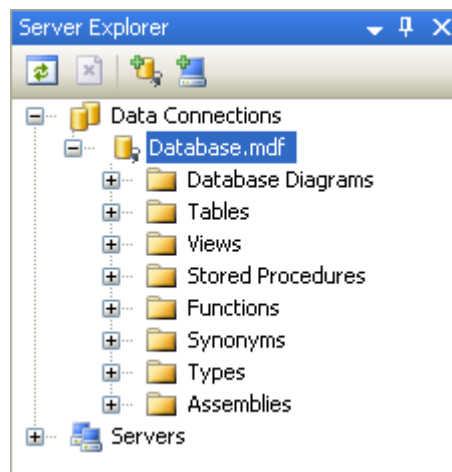 Server Explorer
Data Connections
Database.mdf
Database Diagrams
Tables
Views
Stored Procedures
Functions
Synonyms
Types
Assemblies
Servers